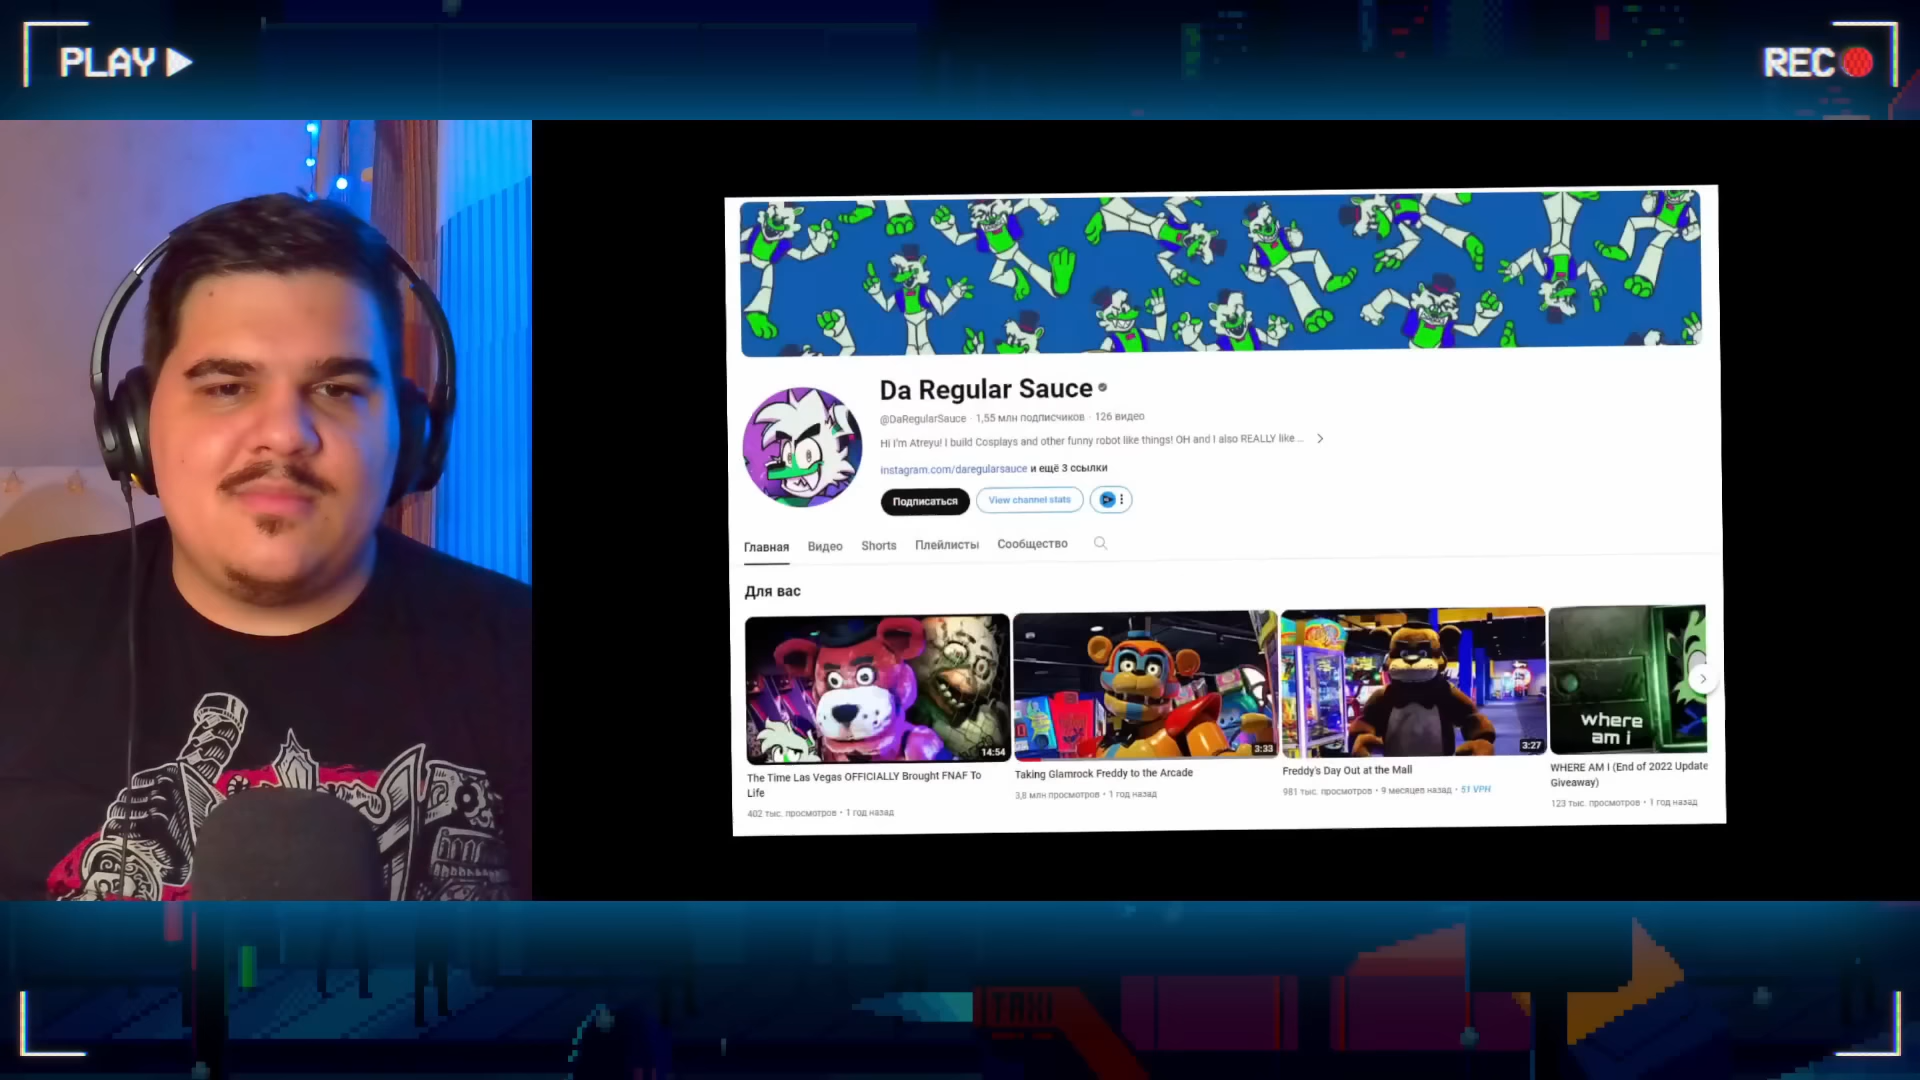 PLAY
REC
Da Regular Sauce
@DaRegularSauce · 1,55 млн подписчиков · 126 видео
Hi I'm Atreyu! I build Cosplays and other funny robot like things! OH and I also REALLY like ...
instagram.com/daregularsauce и ещё 3 ссылки
Подписаться
View channel stats
Главная
Видео
Shorts
Плейлисты
Сообщество
Для вас
14:54
3:33
3:27
where
am i
The Time Las Vegas OFFICIALLY Brought FNAF To
Life
402 тыс. просмотров • 1 год назад
Taking Glamrock Freddy to the Arcade
3,8 млн просмотров • 1 год назад
Freddy's Day Out at the Mall
981 тыс. просмотров • 9 месяцев назад • 51 VPH
WHERE AM I (End of 2022 Update
Giveaway)
123 тыс. просмотров • 1 год назад
TAXI